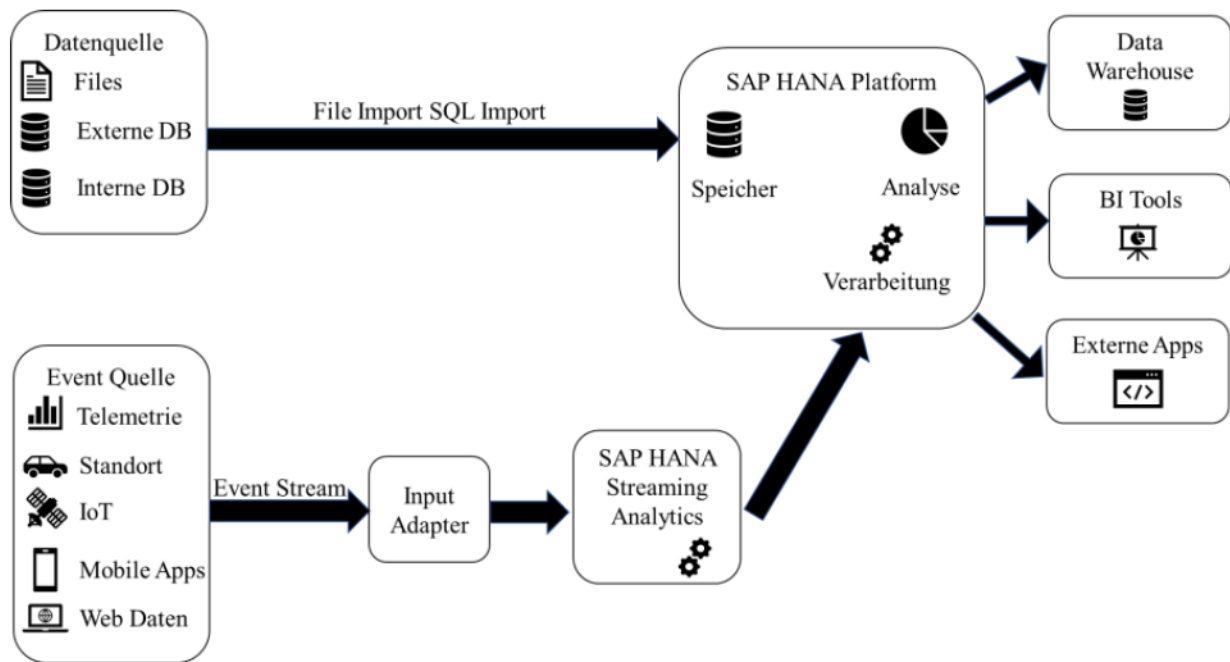 Datenquelle
Files
Externe DB
Interne DB
File Import SQL Import
SAP HANA Platform
Speicher
Analyse
Verarbeitung
Data
Warehouse
BI Tools
Externe Apps
</>
Event Quelle
Telemetrie
Standort
IoT
Mobile Apps
Web Daten
Event Stream
Input
Adapter
SAP HANA
Streaming
Analytics